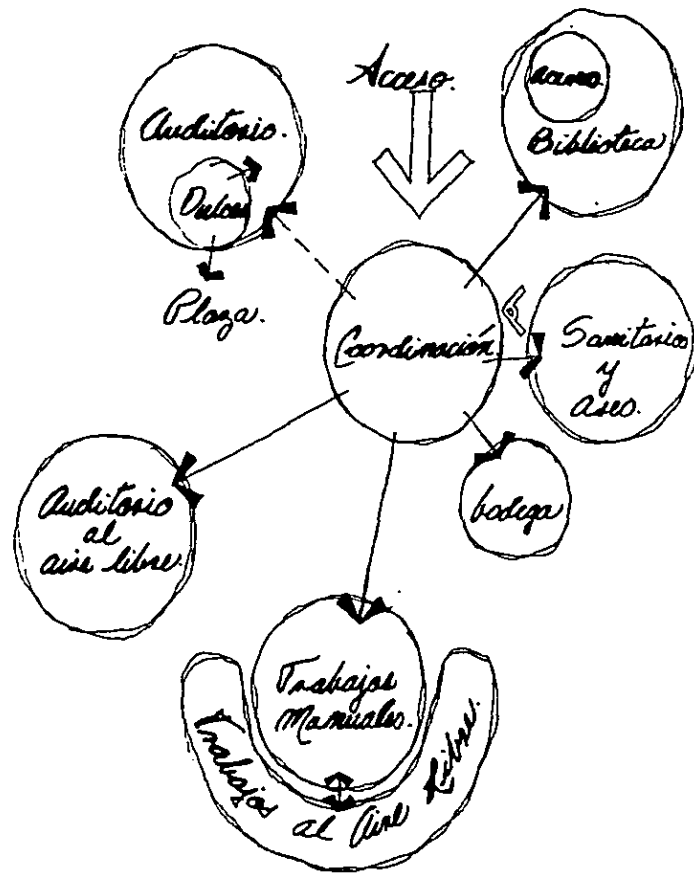 Acceso.
Auditorio.
Dulces
Plaza.
acervo.
Biblioteca
Coordinación
Sanitarios
y
aseo.
bodega
Auditorio
al
aire libre.
Trabajos
Manuales.
Trabajos al Aire Libre.